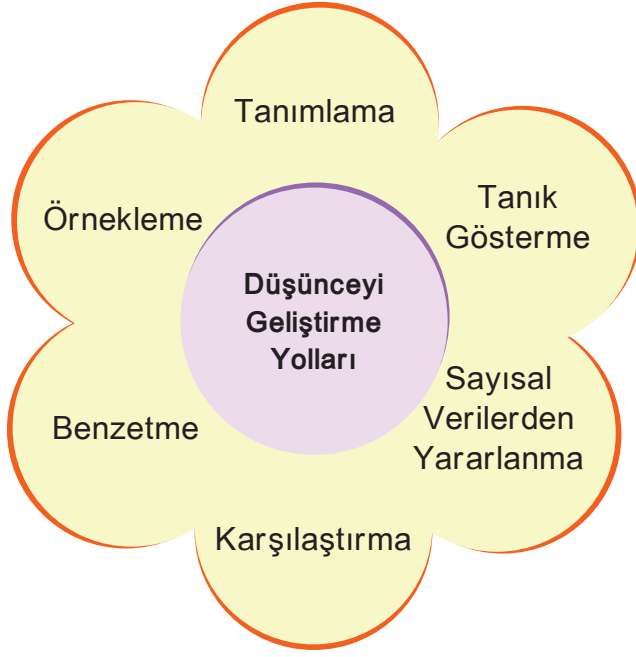 Tanımlama
Tanık
Gösterme
Örnekleme
Düşünceyi
Geliştirme
Yolları
Sayısal
Verilerden
Yararlanma
Benzetme
Karşılaştırma